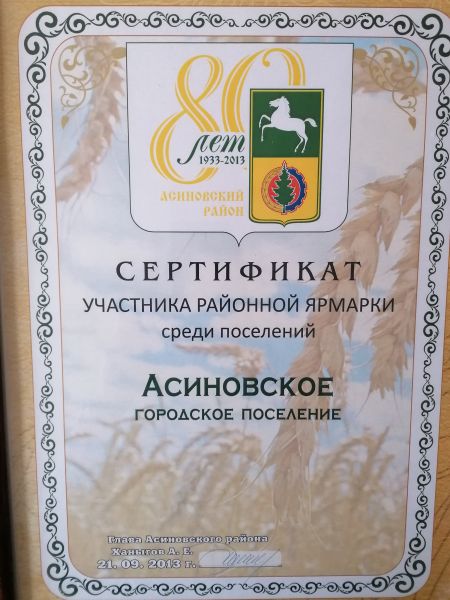 80
лет
1933-2013
АСИНОВСКИЙ
РАЙОН
СЕРТИФИКАТ
УЧАСТНИКА РАЙОННОЙ ЯРМАРКИ
среди поселений
АСИНОВСКОЕ
ГОРОДСКОЕ ПОСЕЛЕНИЕ
Глава Асиновского района
Ханыгов А. Е.
21. 09. 2013 г.